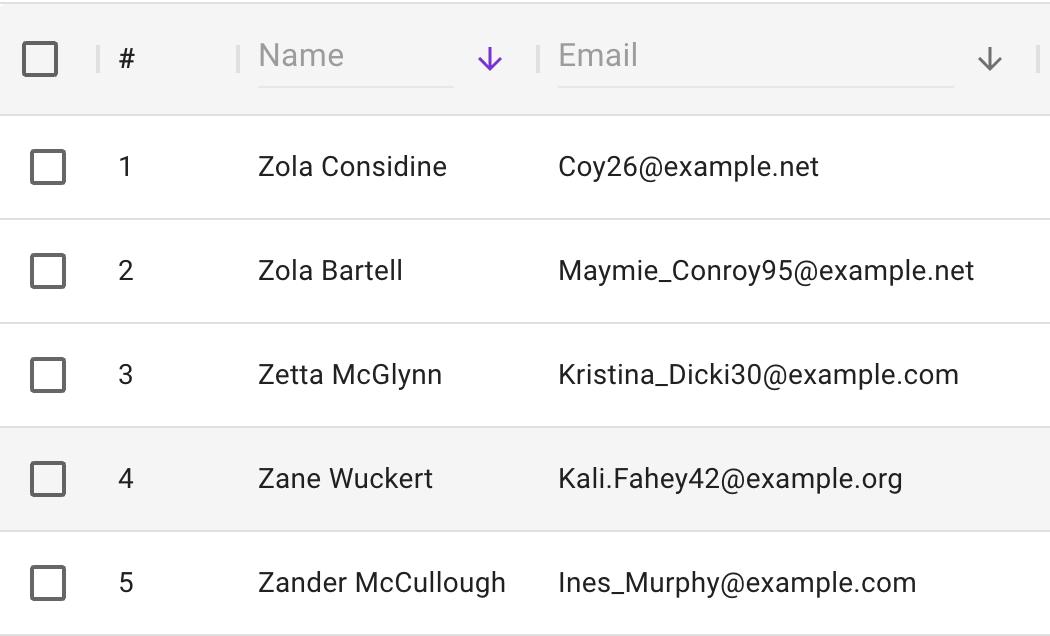 # Name Email
1 Zola Considine Coy26@example.net
2 Zola Bartell Maymie_Conroy95@example.net
3 Zetta McGlynn Kristina_Dicki30@example.com
4 Zane Wuckert Kali.Fahey42@example.org
5 Zander McCullough Ines_Murphy@example.com